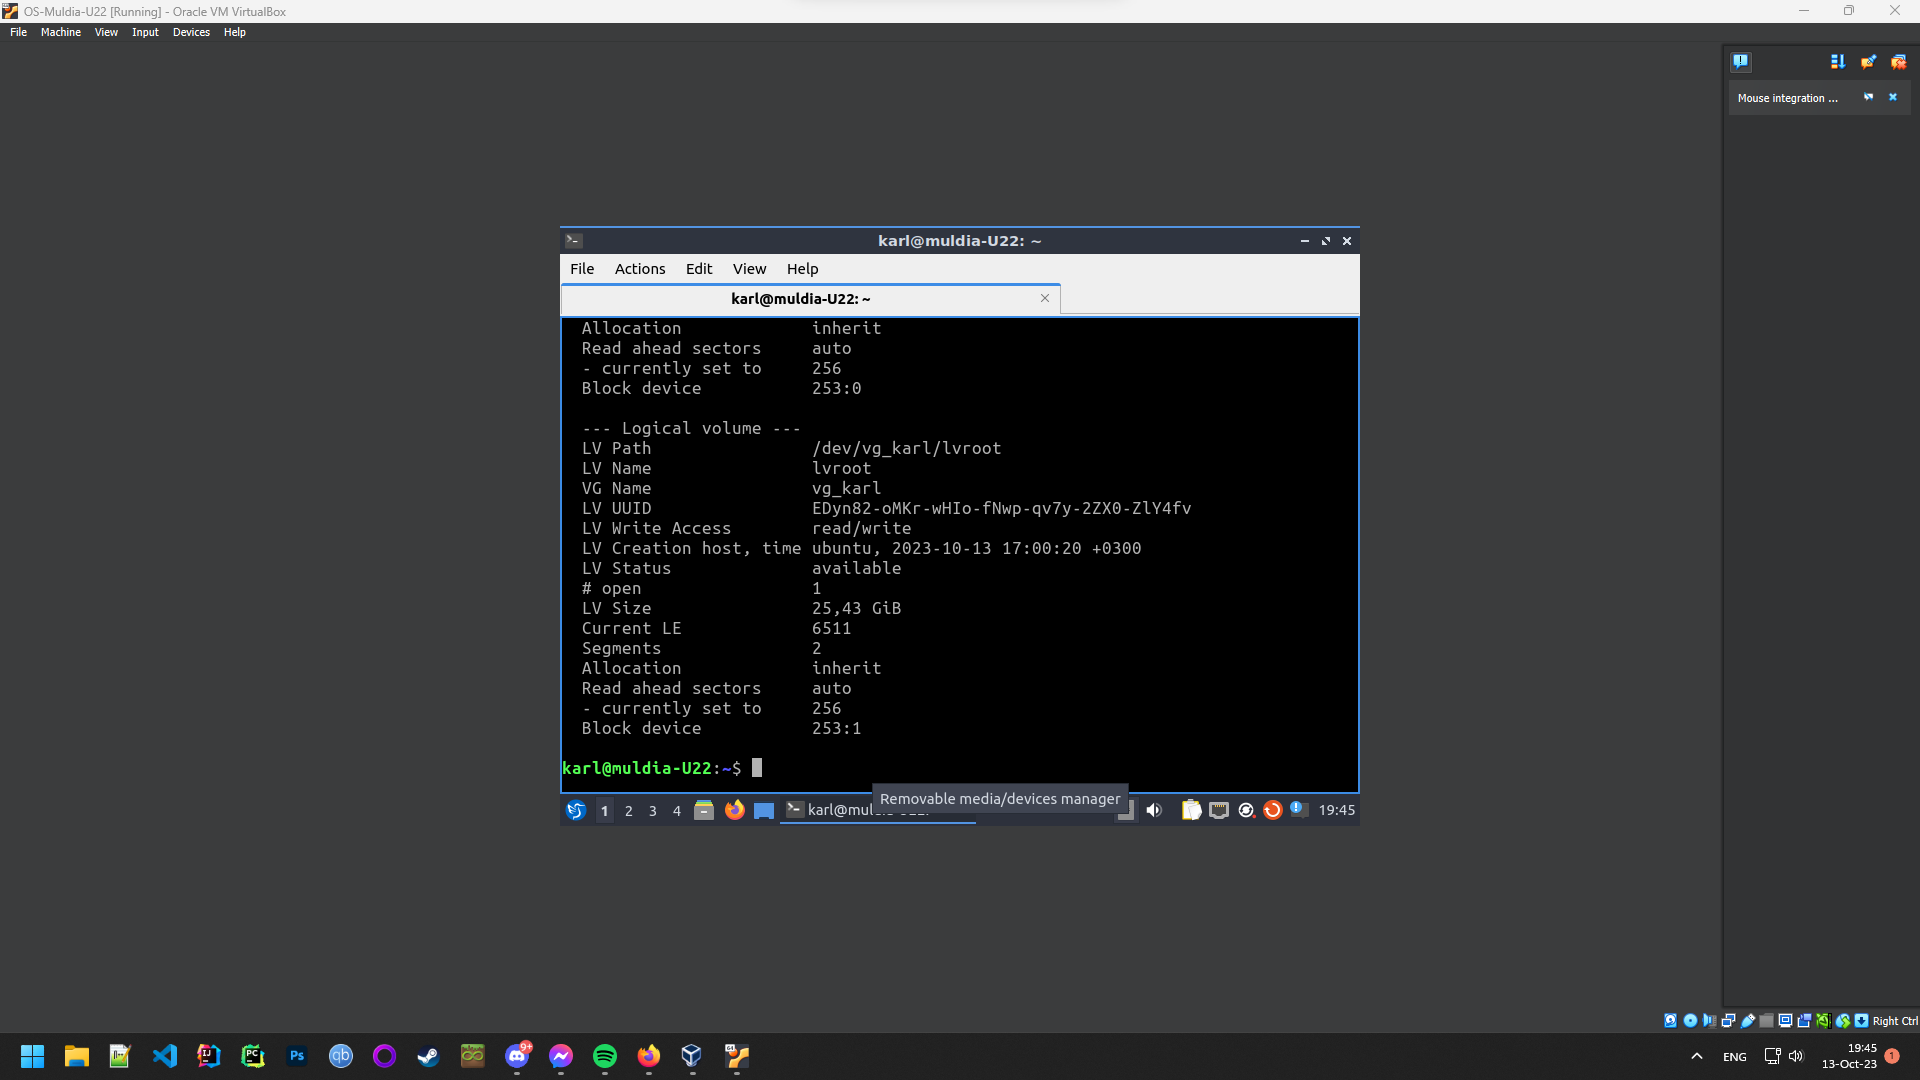 OS-Muldia-U22 [Running] - Oracle VM VirtualBox
File Machine View Input Devices Help
Mouse integration ...
karl@muldia-U22: ~
File Actions Edit View Help
karl@muldia-U22: ~
Allocation inherit
Read ahead sectors auto
- currently set to 256
Block device 253:0
--- Logical volume ---
LV Path /dev/vg_karl/lvroot
LV Name lvroot
VG Name vg_karl
LV UUID EDyn82-oMKr-wHIo-fNwp-qv7y-2ZX0-ZlY4fv
LV Write Access read/write
LV Creation host, time ubuntu, 2023-10-13 17:00:20 +0300
LV Status available
# open 1
LV Size 25,43 GiB
Current LE 6511
Segments 2
Allocation inherit
Read ahead sectors auto
- currently set to 256
Block device 253:1
karl@muldia-U22:~$
Removable media/devices manager
1 2 3 4 karl@mul 19:45
Right Ctrl
IJ PC Ps qb 9+ ENG 19:45 1
13-Oct-23